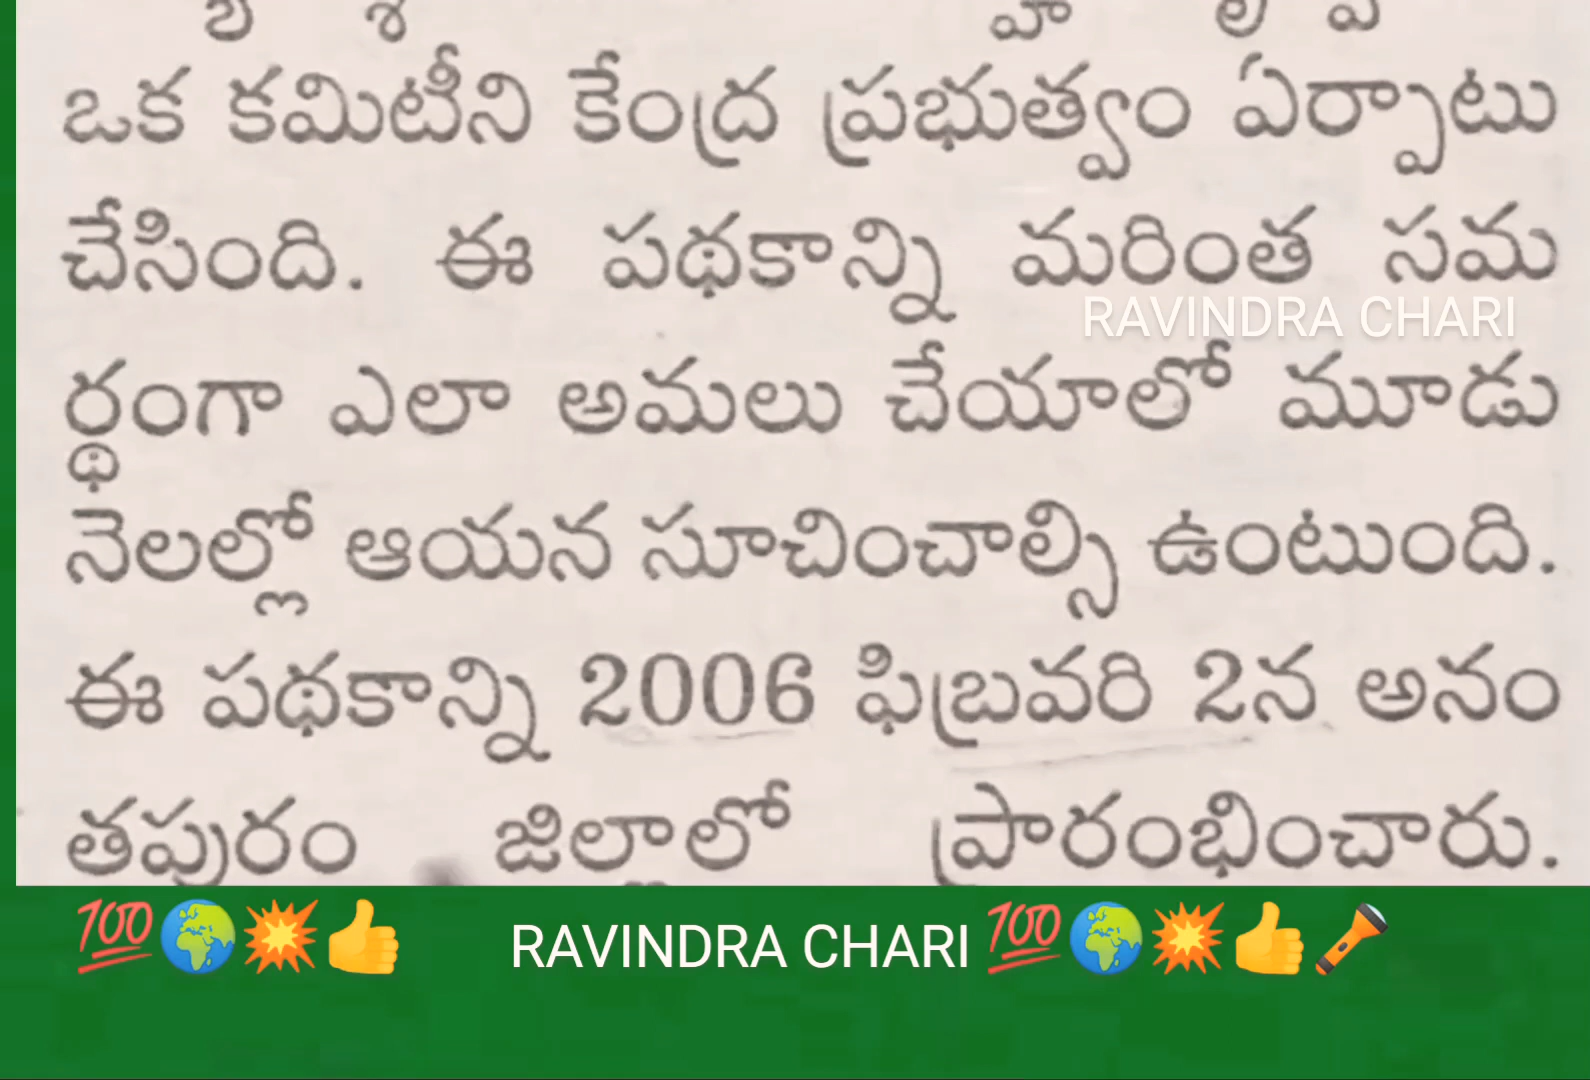 ఒక కమిటీని కేంద్ర ప్రభుత్వం ఏర్పాటు
చేసింది. ఈ పథకాన్ని మరింత సమ
RAVINDRA CHARI
ర్థంగా ఎలా అమలు చేయాలో మూడు
నెలల్లో ఆయన సూచించాల్సి ఉంటుంది.
ఈ పథకాన్ని 2006 ఫిబ్రవరి 2న అనం
తపురం జిల్లాలో ప్రారంభించారు.
💯🌍💥👍 RAVINDRA CHARI 💯🌍💥👍🔦